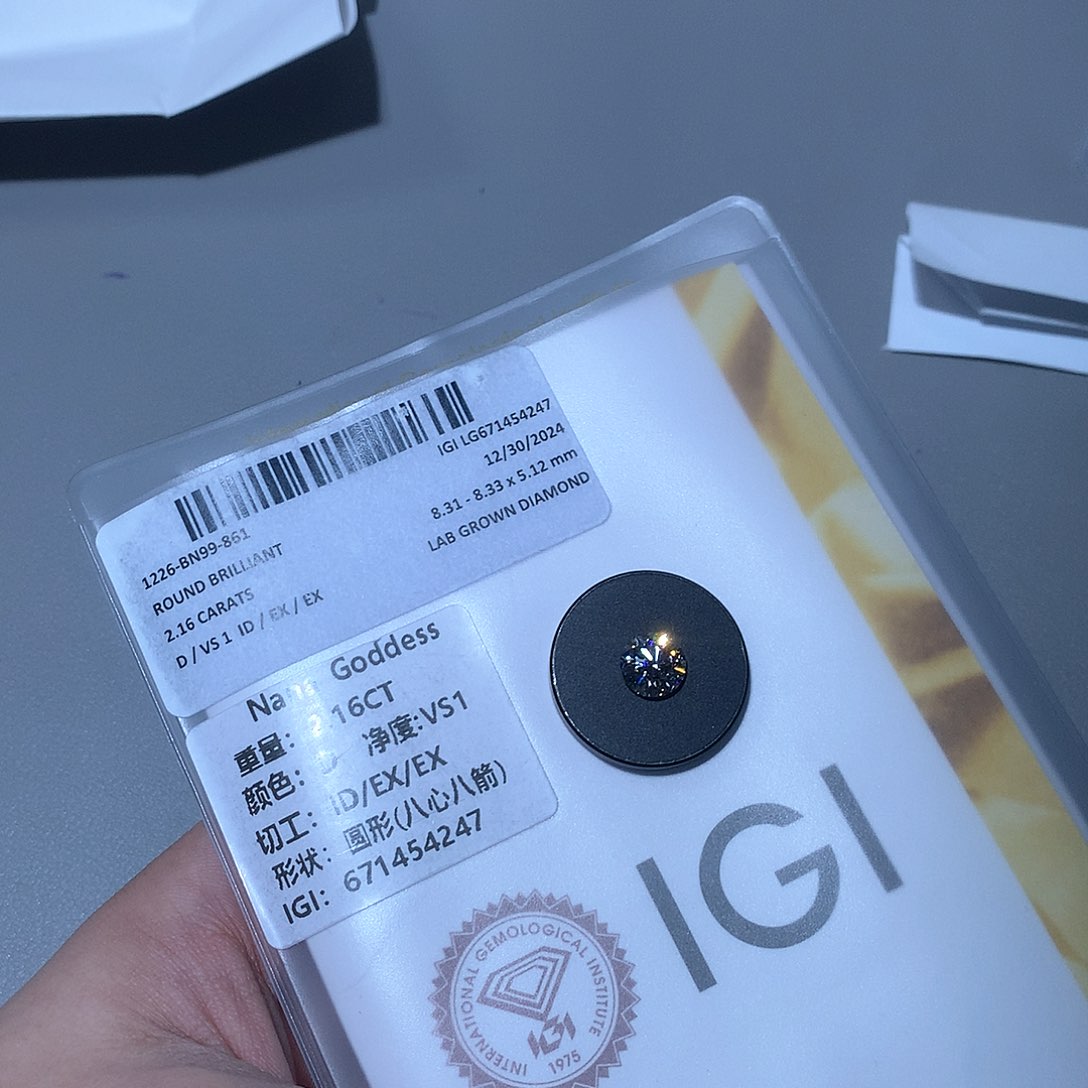 IGI LG671454247
12/30/2024
8.31 - 8.33 x 5.12 mm
LAB GROWN DIAMOND
1226-BN99-861
ROUND BRILLIANT
2.16 CARATS
D / VS 1 ID / EX / EX
Goddess
重量: 2.16CT
颜色: 净度:VS1
切工: ID/EX/EX
形状: 圆形(八心八箭)
IGI: 671454247
IGI
INTERNATIONAL GEMOLOGICAL INSTITUTE
IGI
1975